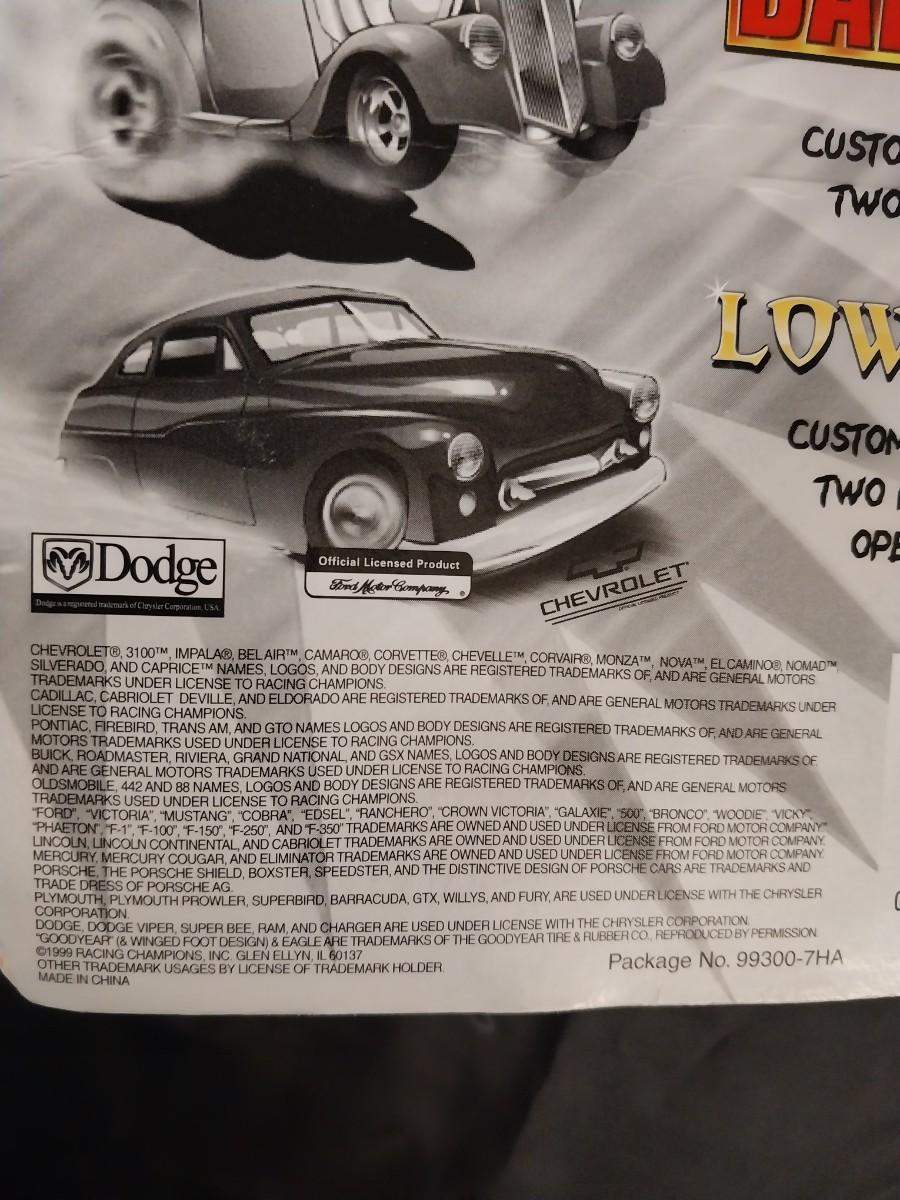 BA
CUSTO
TWO
LOW
CUSTOM
TWO
OPE
Dodge
Dodge is a registered trademark of Chrysler Corporation, USA
Official Licensed Product
Ford Motor Company ®
CHEVROLET®
OFFICIAL LICENSED PRODUCT
CHEVROLET®, 3100™, IMPALA®, BEL AIR™, CAMARO®, CORVETTE®, CHEVELLE™, CORVAIR®, MONZA™, NOVA™, EL CAMINO®, NOMAD™,
SILVERADO, AND CAPRICE™ NAMES, LOGOS, AND BODY DESIGNS ARE REGISTERED TRADEMARKS OF, AND ARE GENERAL MOTORS
TRADEMARKS UNDER LICENSE TO RACING CHAMPIONS.
CADILLAC, CABRIOLET DEVILLE, AND ELDORADO ARE REGISTERED TRADEMARKS OF, AND ARE GENERAL MOTORS TRADEMARKS UNDER
LICENSE TO RACING CHAMPIONS.
PONTIAC, FIREBIRD, TRANS AM, AND GTO NAMES LOGOS AND BODY DESIGNS ARE REGISTERED TRADEMARKS OF, AND ARE GENERAL
MOTORS TRADEMARKS USED UNDER LICENSE TO RACING CHAMPIONS.
BUICK, ROADMASTER, RIVIERA, GRAND NATIONAL, AND GSX NAMES, LOGOS AND BODY DESIGNS ARE REGISTERED TRADEMARKS OF,
AND ARE GENERAL MOTORS TRADEMARKS USED UNDER LICENSE TO RACING CHAMPIONS.
OLDSMOBILE, 442 AND 88 NAMES, LOGOS AND BODY DESIGNS ARE REGISTERED TRADEMARKS OF, AND ARE GENERAL MOTORS
TRADEMARKS USED UNDER LICENSE TO RACING CHAMPIONS.
"FORD", "VICTORIA", "MUSTANG", "COBRA", "EDSEL", "RANCHERO", "CROWN VICTORIA", "GALAXIE", "500", "BRONCO", "WOODIE", "VICKY",
"PHAETON", "F-1", "F-100", "F-150", "F-250", AND "F-350" TRADEMARKS ARE OWNED AND USED UNDER LICENSE FROM FORD MOTOR COMPANY"
LINCOLN, LINCOLN CONTINENTAL, AND CABRIOLET TRADEMARKS ARE OWNED AND USED UNDER LICENSE FROM FORD MOTOR COMPANY.
MERCURY, MERCURY COUGAR, AND ELIMINATOR TRADEMARKS ARE OWNED AND USED UNDER LICENSE FROM FORD MOTOR COMPANY.
PORSCHE, THE PORSCHE SHIELD, BOXSTER, SPEEDSTER, AND THE DISTINCTIVE DESIGN OF PORSCHE CARS ARE TRADEMARKS AND
TRADE DRESS OF PORSCHE AG.
PLYMOUTH, PLYMOUTH PROWLER, SUPERBIRD, BARRACUDA, GTX, WILLYS, AND FURY, ARE USED UNDER LICENSE WITH THE CHRYSLER
CORPORATION.
DODGE, DODGE VIPER, SUPER BEE, RAM, AND CHARGER ARE USED UNDER LICENSE WITH THE CHRYSLER CORPORATION.
"GOODYEAR" (& WINGED FOOT DESIGN) & EAGLE ARE TRADEMARKS OF THE GOODYEAR TIRE & RUBBER CO., REPRODUCED BY PERMISSION.
©1999 RACING CHAMPIONS, INC. GLEN ELLYN, IL 60137
OTHER TRADEMARK USAGES BY LICENSE OF TRADEMARK HOLDER.
MADE IN CHINA
Package No. 99300-7HA